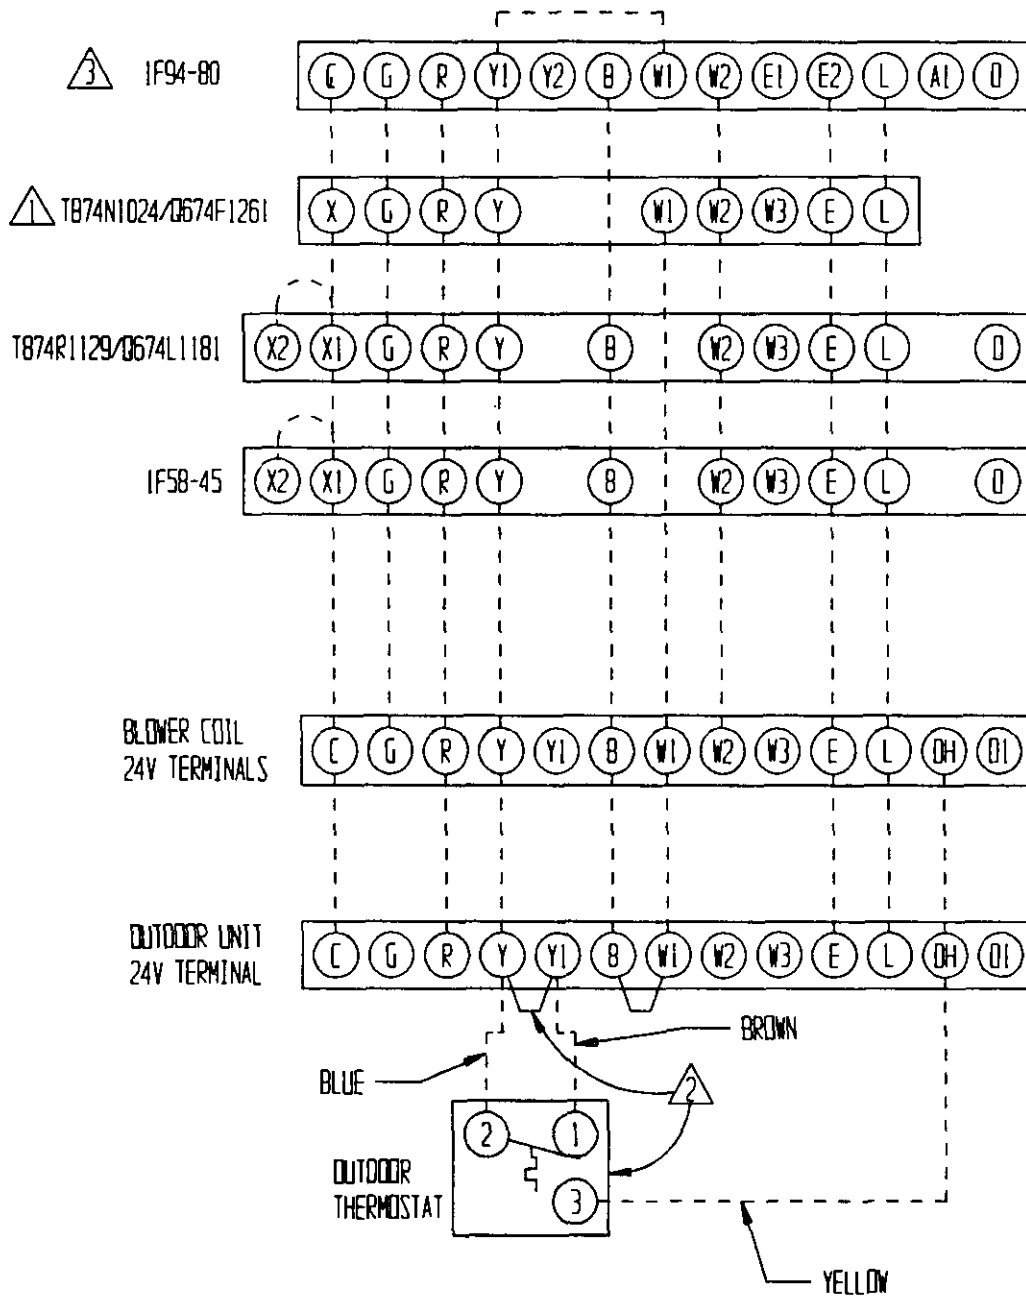 3 1F94-80 C G R Y1 Y2 B W1 W2 E1 E2 L A1 O
1 T874N1024/Q674F1261 X G R Y W1 W2 W3 E L
T874R1129/Q674L1181 X2 X1 G R Y B W2 W3 E L O
1F58-45 X2 X1 G R Y B W2 W3 E L O
BLOWER COIL
24V TERMINALS
C G R Y Y1 B W1 W2 W3 E L DH D1
OUTDOOR UNIT
24V TERMINAL
C G R Y Y1 B W1 W2 W3 E L DH D1
BROWN
BLUE
2
2 1
OUTDOOR
THERMOSTAT
3
YELLOW